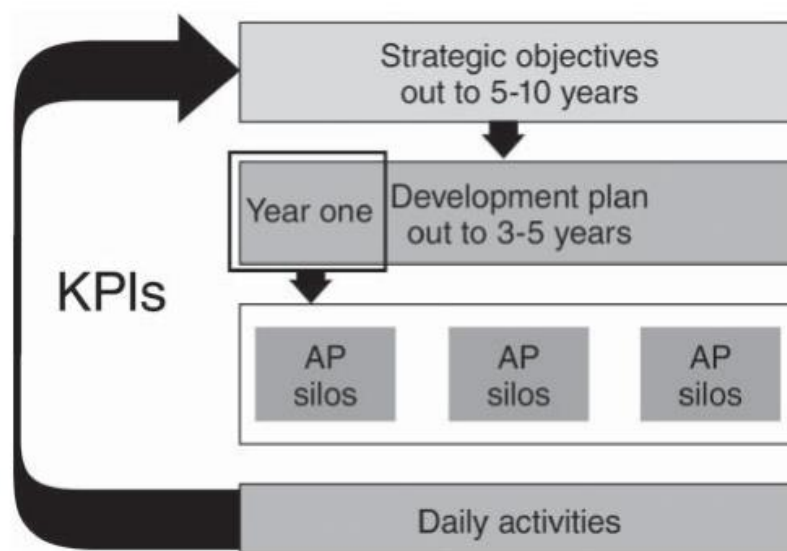 Strategic objectives
out to 5-10 years
Year one
Development plan
out to 3-5 years
KPIs
AP
silos
AP
silos
AP
silos
Daily activities